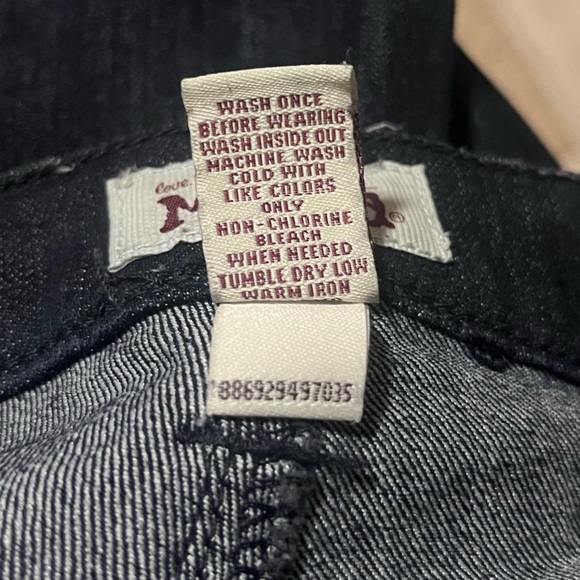 WASH ONCE
BEFORE WEARING
WASH INSIDE OUT
MACHINE WASH
COLD WITH
LIKE COLORS
ONLY
NON-CHLORINE
BLEACH
WHEN NEEDED
TUMBLE DRY LOW
WARM IRON
love,
®
886929497035